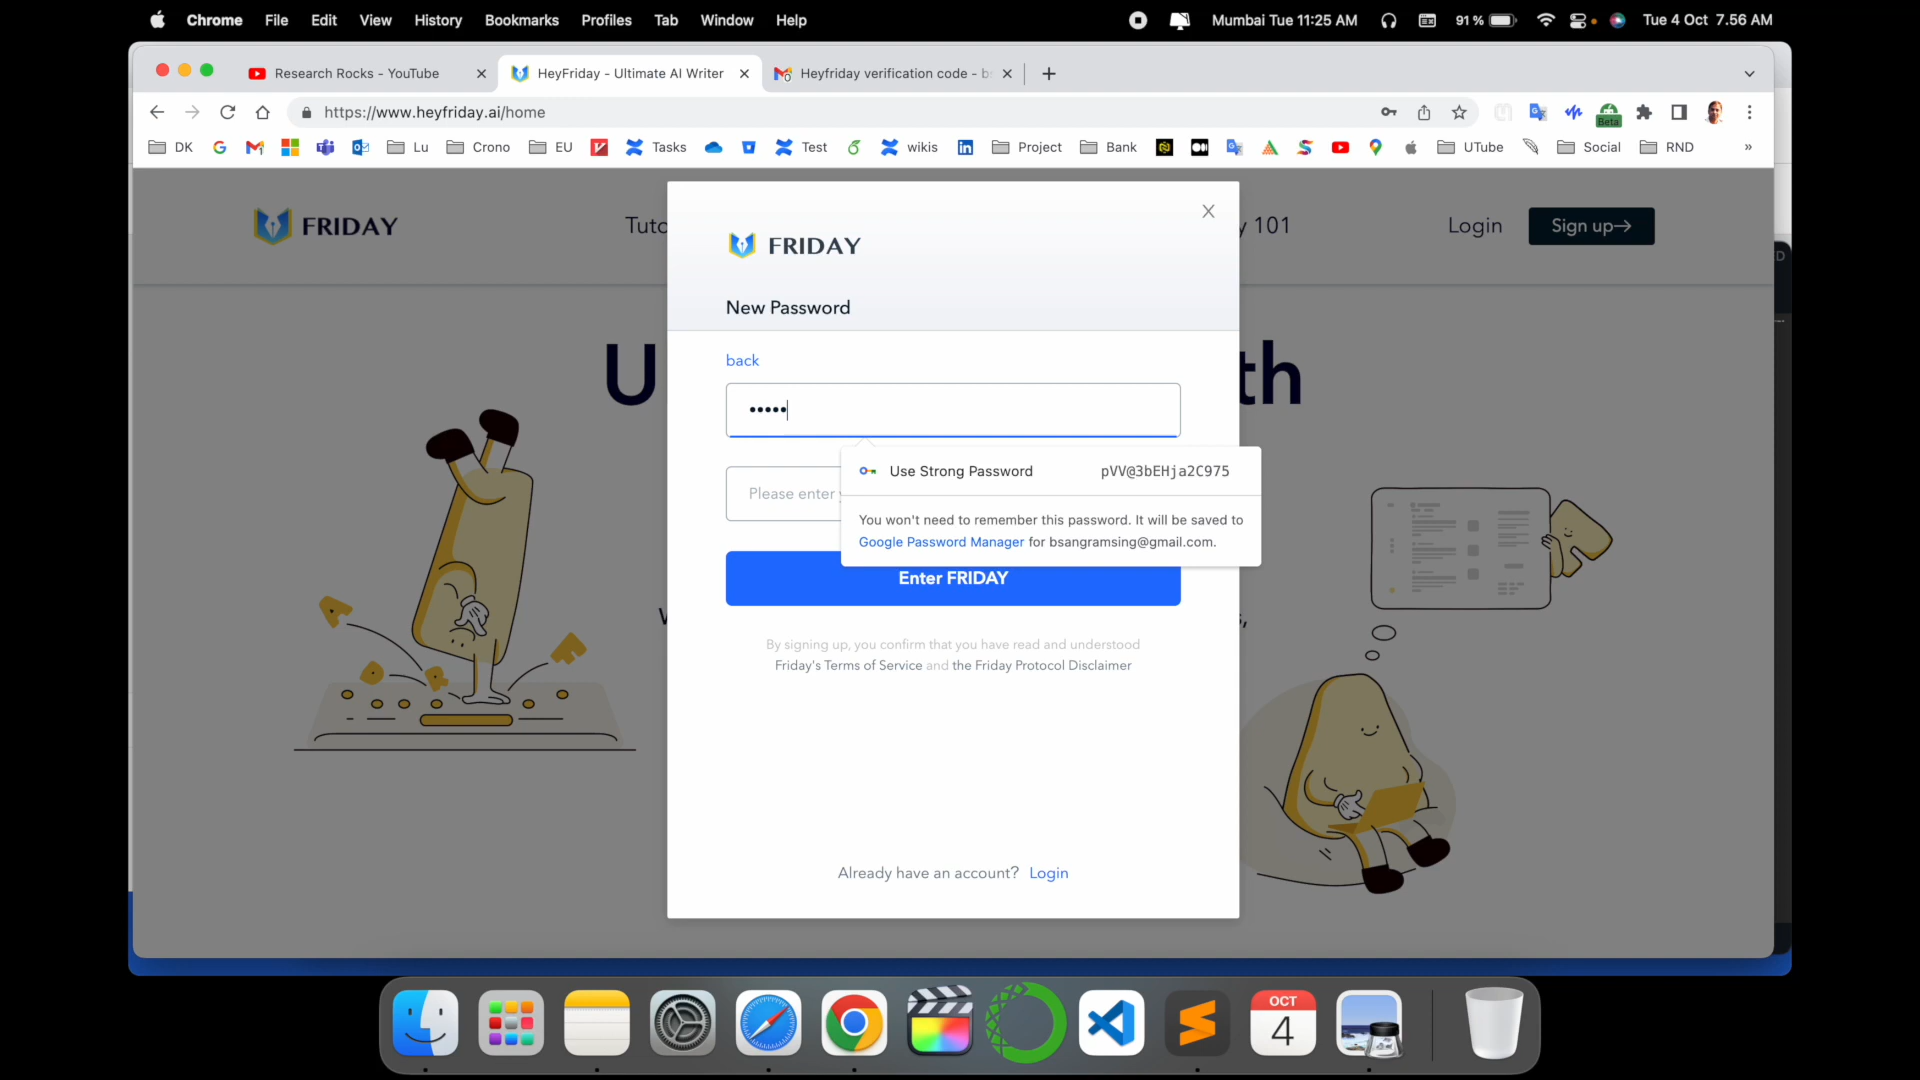 Chrome File Edit View History Bookmarks Profiles Tab Window Help Mumbai Tue 11:25 AM 91 % Tue 4 Oct 7.56 AM
Research Rocks - YouTube HeyFriday - Ultimate AI Writer Heyfriday verification code - b
https://www.heyfriday.ai/home Beta
DK Lu Crono EU Tasks Test wikis Project Bank UTube Social RND »
FRIDAY Tuto y 101 Login Sign up→
FRIDAY
New Password
U th
back
•••••
Use Strong Password pVV@3bEHja2C975
Please enter
You won't need to remember this password. It will be saved to
Google Password Manager for bsangramsing@gmail.com.
Enter FRIDAY
By signing up, you confirm that you have read and understood
Friday's Terms of Service and the Friday Protocol Disclaimer
Already have an account? Login
OCT
4